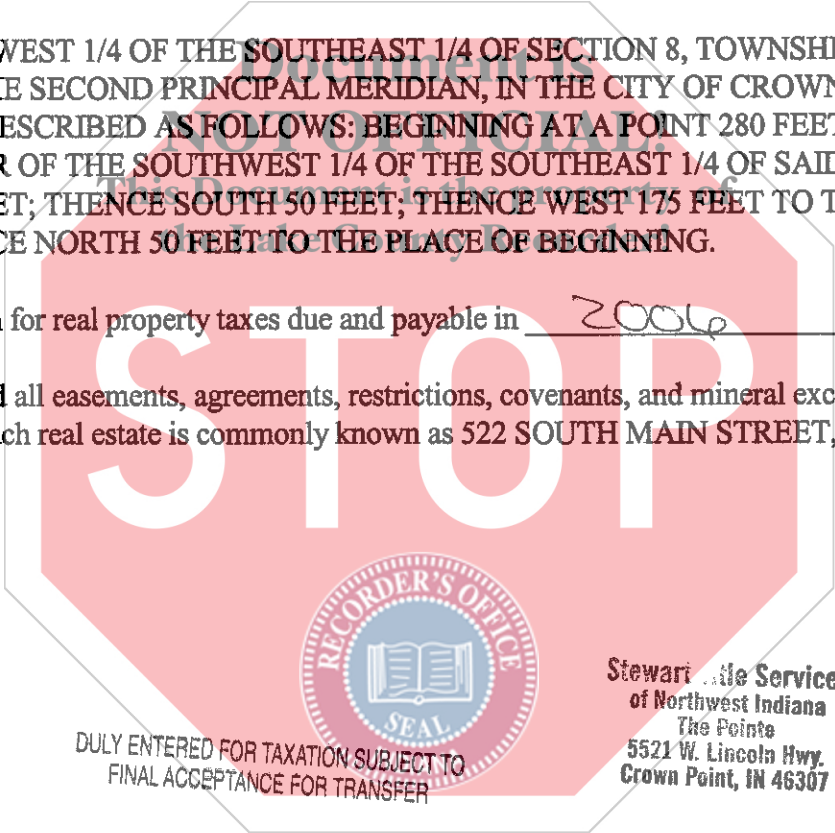 WEST 1/4 OF THE SOUTHEAST 1/4 OF SECTION 8, TOWNSHI
E SECOND PRINCIPAL MERIDIAN, IN THE CITY OF CROWN
ESCRIBED AS FOLLOWS: BEGINNING AT A POINT 280 FEET
R OF THE SOUTHWEST 1/4 OF THE SOUTHEAST 1/4 OF SAID
ET; THENCE SOUTH 50 FEET; THENCE WEST 175 FEET TO T
CE NORTH 50 FEET TO THE PLACE OF BEGINNING.
Document is
NOT OFFICIAL!
This Document is the property of
the Lake County Recorder!
for real property taxes due and payable in 2006
all easements, agreements, restrictions, covenants, and mineral exc
ch real estate is commonly known as 522 SOUTH MAIN STREET,
STOP
RECORDER'S OFFICE
SEAL
Stewart Service
of Northwest Indiana
The Pointe
5521 W. Lincoln Hwy.
Crown Point, IN 46307
DULY ENTERED FOR TAXATION SUBJECT TO
FINAL ACCEPTANCE FOR TRANSFER